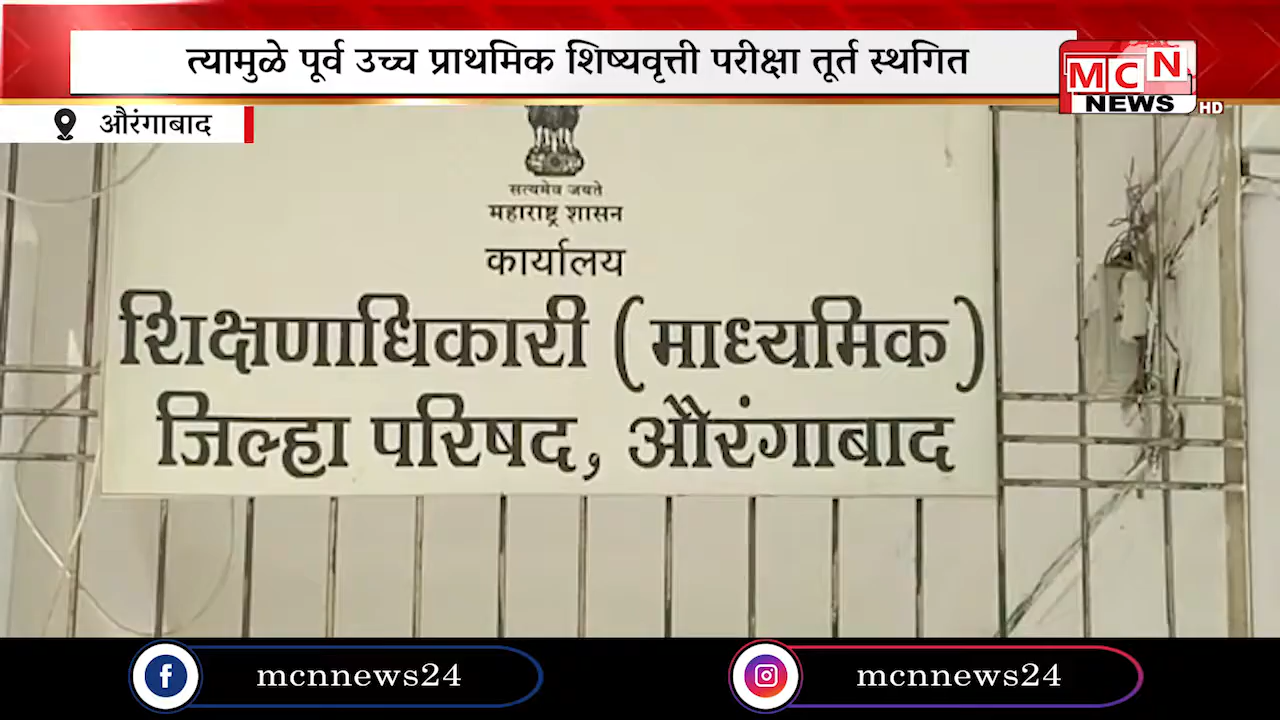 त्यामुळे पूर्व उच्च प्राथमिक शिष्यवृत्ती परीक्षा तूर्त स्थगित
MCN
NEWS HD
औरंगाबाद
सत्यमेव जयते
महाराष्ट्र शासन
कार्यालय
शिक्षणाधिकारी (माध्यमिक)
जिल्हा परिषद, औरंगाबाद
mcnnews24
mcnnews24